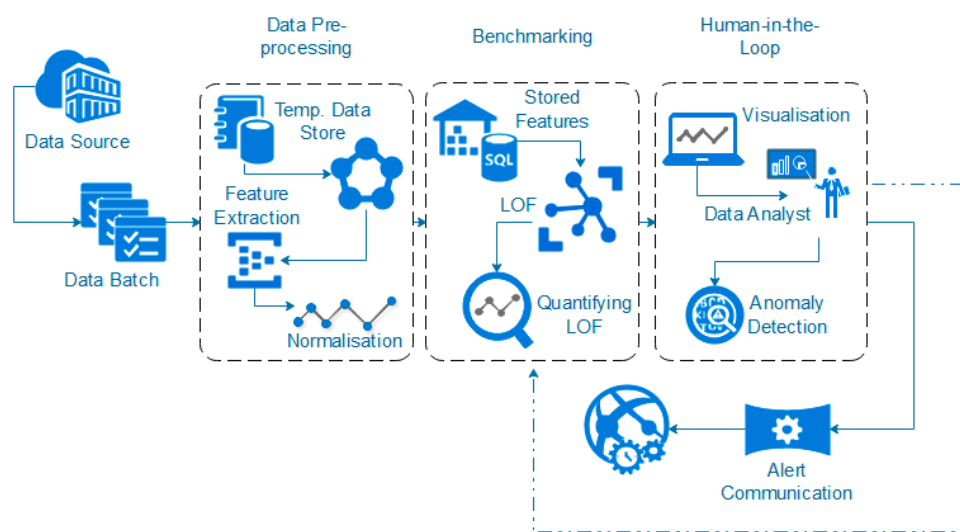 Data Pre-
processing
Benchmarking
Human-in-the-
Loop
Data Source
Temp. Data
Store
Stored
Features
SQL
Visualisation
Feature
Extraction
LOF
Data Analyst
Data Batch
Quantifying
LOF
Anomaly
Detection
Normalisation
Alert
Communication